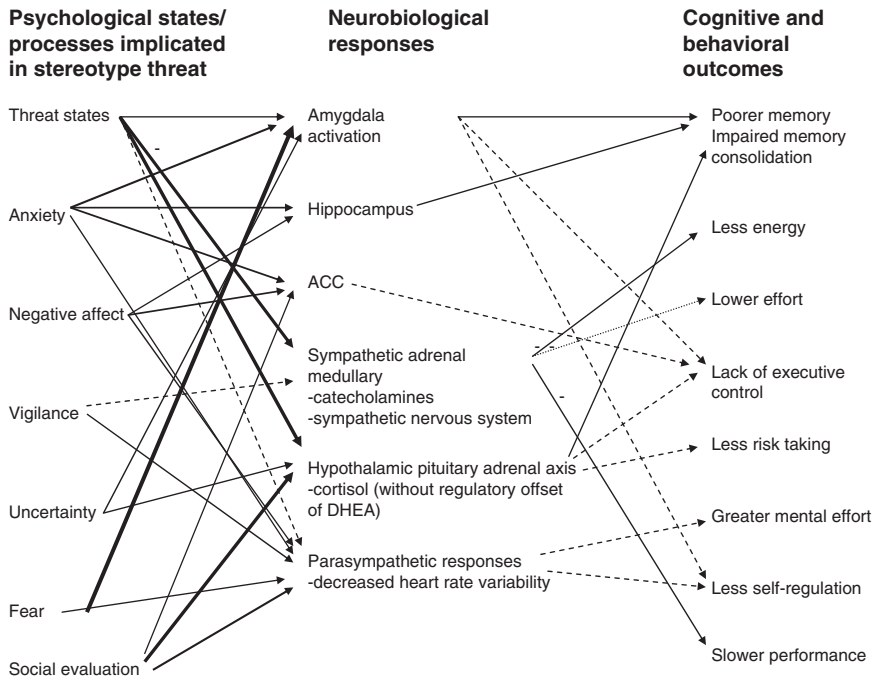 Psychological states/
processes implicated
in stereotype threat
Neurobiological
responses
Cognitive and
behavioral
outcomes
Threat states
Anxiety
Negative affect
Vigilance
Uncertainty
Fear
Social evaluation
-
Amygdala
activation
Hippocampus
ACC
Sympathetic adrenal
medullary
-catecholamines
-sympathetic nervous system
Hypothalamic pituitary adrenal axis
-cortisol (without regulatory offset
of DHEA)
Parasympathetic responses
-decreased heart rate variability
- -
-
Poorer memory
Impaired memory
consolidation
Less energy
Lower effort
Lack of executive
control
Less risk taking
Greater mental effort
Less self-regulation
Slower performance